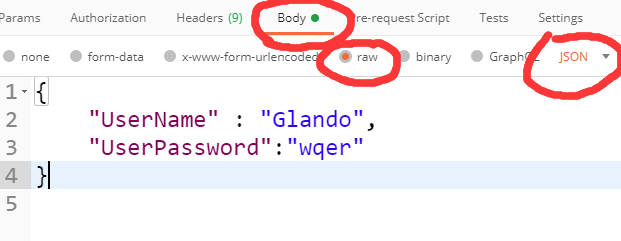 Params Authorization Headers (9) Body Pre-request Script Tests Settings
none form-data x-www-form-urlencoded raw binary GraphQL JSON
1 {
2 "UserName" : "Glando",
3 "UserPassword":"wqer"
4 }
5